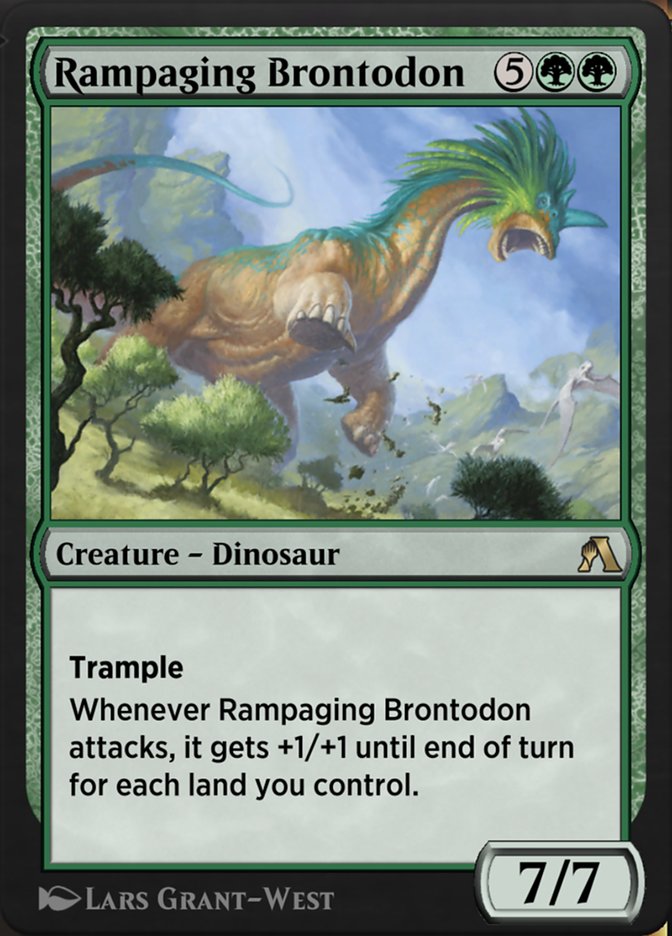 Rampaging Brontodon 5
Creature – Dinosaur
Trample
Whenever Rampaging Brontodon
attacks, it gets +1/+1 until end of turn
for each land you control.
7/7
Lars Grant-West